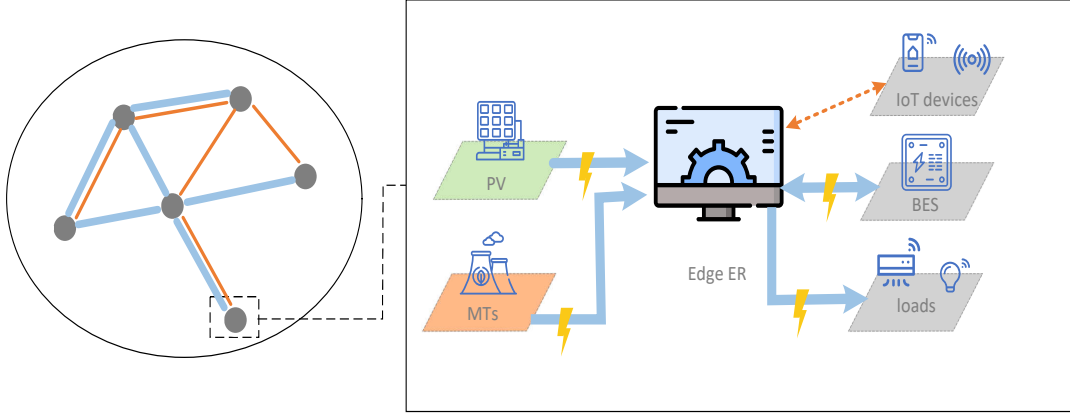 IoT devices
PV
BES
Edge ER
MTs
loads